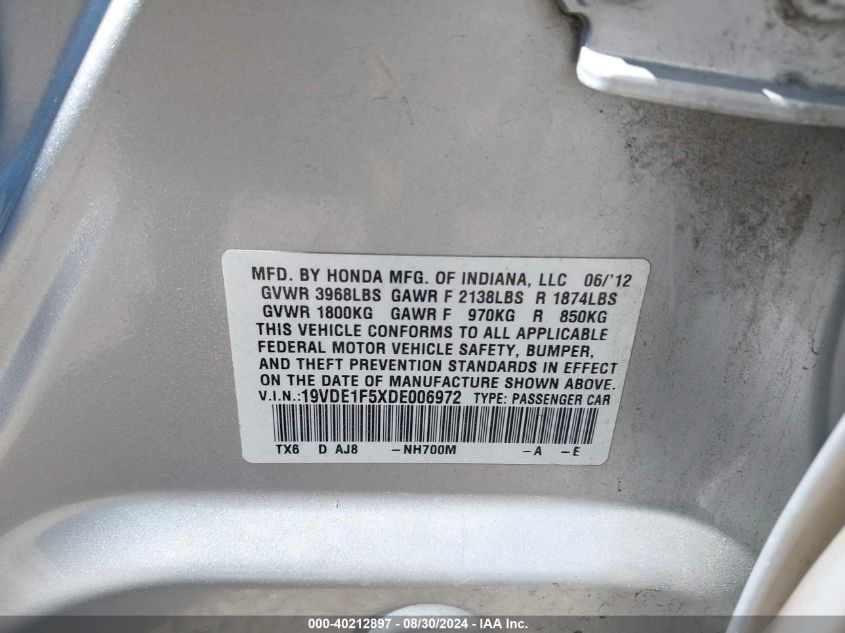 MFD. BY HONDA MFG. OF INDIANA, LLC 06/'12
GVWR 3968LBS GAWR F 2138LBS R 1874LBS
GVWR 1800KG GAWR F 970KG R 850KG
THIS VEHICLE CONFORMS TO ALL APPLICABLE
FEDERAL MOTOR VEHICLE SAFETY, BUMPER,
AND THEFT PREVENTION STANDARDS IN EFFECT
ON THE DATE OF MANUFACTURE SHOWN ABOVE.
V.I.N.:19VDE1F5XDE006972 TYPE: PASSENGER CAR
TX6 D AJ8 -NH700M -A -E
000-40212897 - 08/30/2024 - IAA Inc.